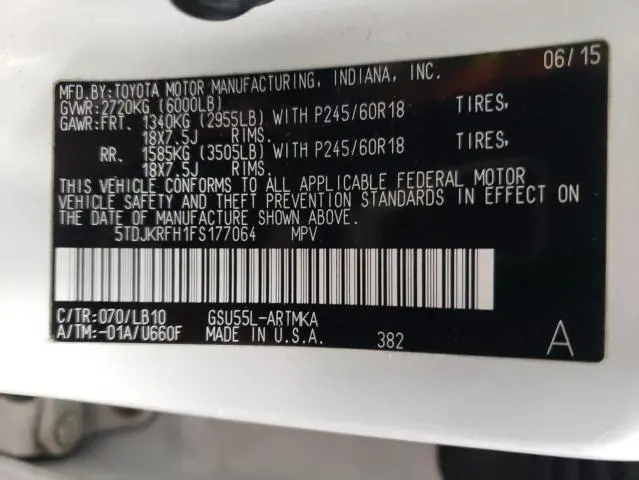 06/15
MFD.BY:TOYOTA MOTOR MANUFACTURING, INDIANA, INC.
GVWR:2720KG (6000LB)
GAWR:FRT. 1340KG (2955LB) WITH P245/60R18 TIRES,
18X7.5J RIMS.
RR. 1585KG (3505LB) WITH P245/60R18 TIRES,
18X7.5J RIMS.
THIS VEHICLE CONFORMS TO ALL APPLICABLE FEDERAL MOTOR
VEHICLE SAFETY AND THEFT PREVENTION STANDARDS IN EFFECT ON
THE DATE OF MANUFACTURE SHOWN ABOVE.
5TDJKRFH1FS177064 MPV
C/TR:070/LB10 GSU55L-ARTMKA
A/TM:-01A/U660F MADE IN U.S.A. 382 A